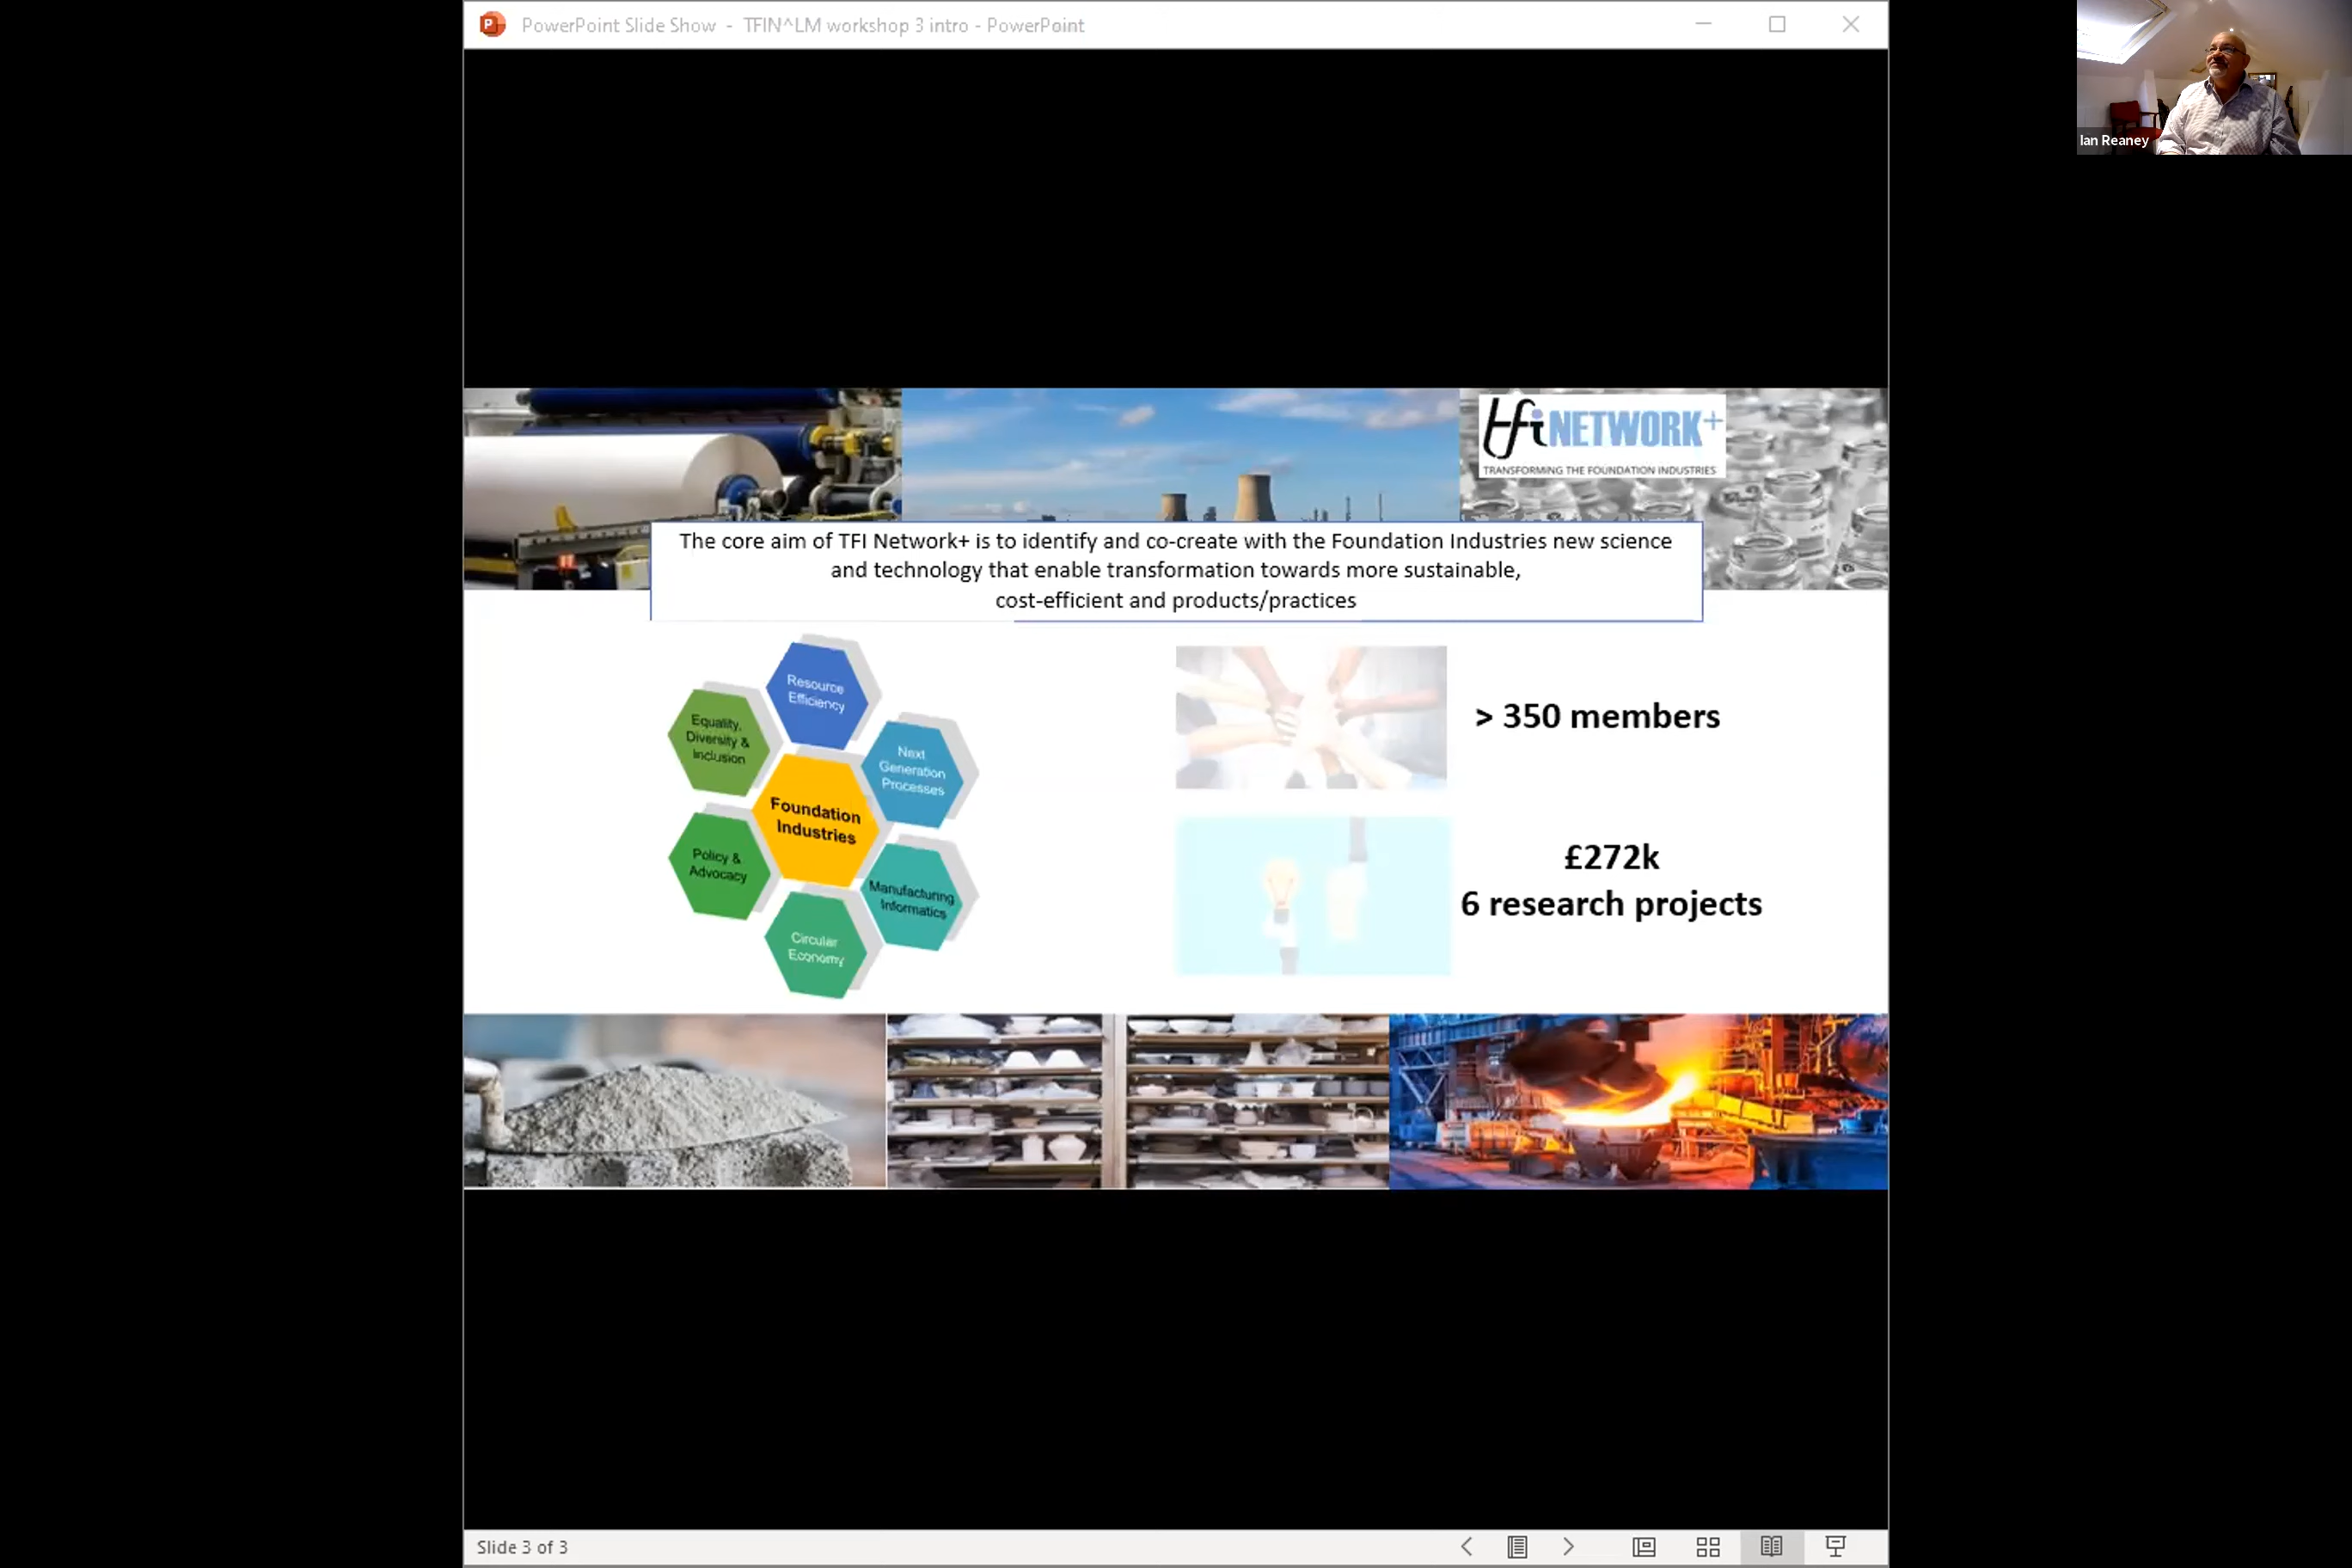 PowerPoint Slide Show - TFIN^LM workshop 3 intro - PowerPoint
Ian Reaney
tfi NETWORK+
TRANSFORMING THE FOUNDATION INDUSTRIES
The core aim of TFI Network+ is to identify and co-create with the Foundation Industries new science
and technology that enable transformation towards more sustainable,
cost-efficient and products/practices
Resource
Efficiency
Equality,
Diversity &
Inclusion
Next
Generation
Processes
Foundation
Industries
Policy &
Advocacy
Manufacturing
Informatics
Circular
Economy
> 350 members
£272k
6 research projects
Slide 3 of 3